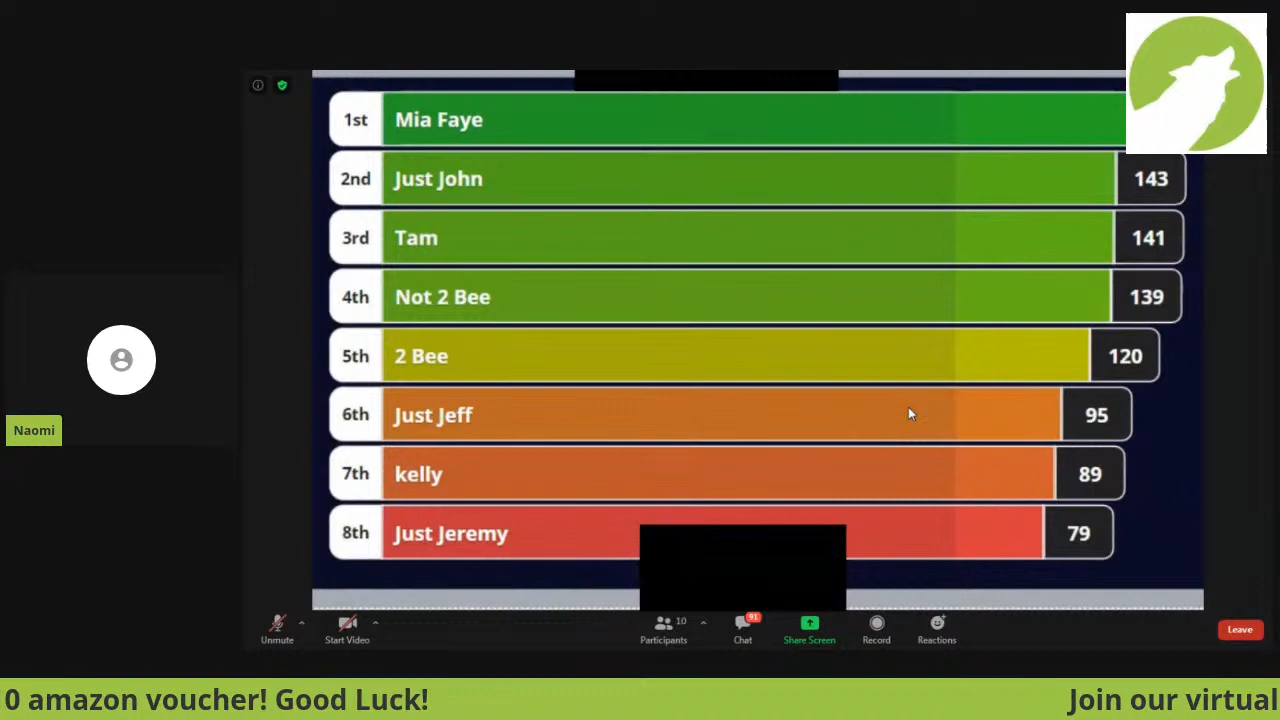 1st Mia Faye
2nd Just John 143
3rd Tam 141
4th Not 2 Bee 139
5th 2 Bee 120
6th Just Jeff 95
7th kelly 89
8th Just Jeremy 79
Naomi
Unmute Start Video 10 Participants 91 Chat Share Screen Record Reactions Leave
0 amazon voucher! Good Luck! Join our virtual